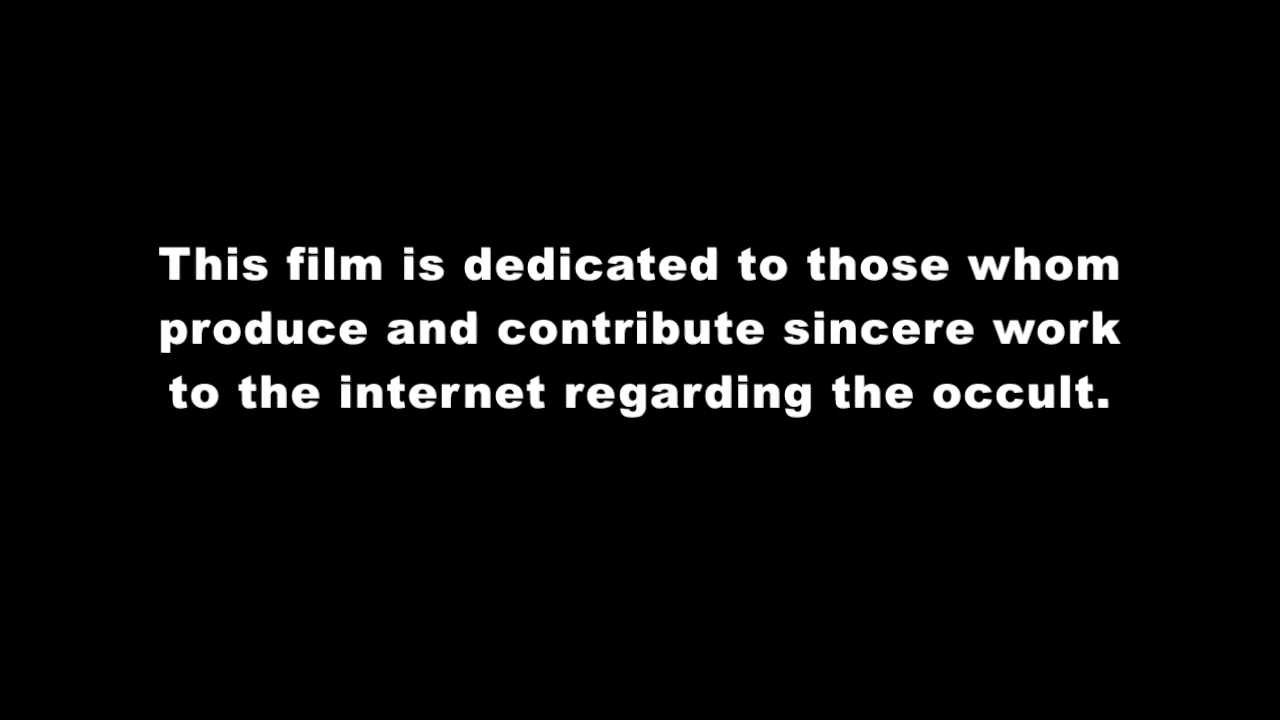 This film is dedicated to those whom
produce and contribute sincere work
to the internet regarding the occult.